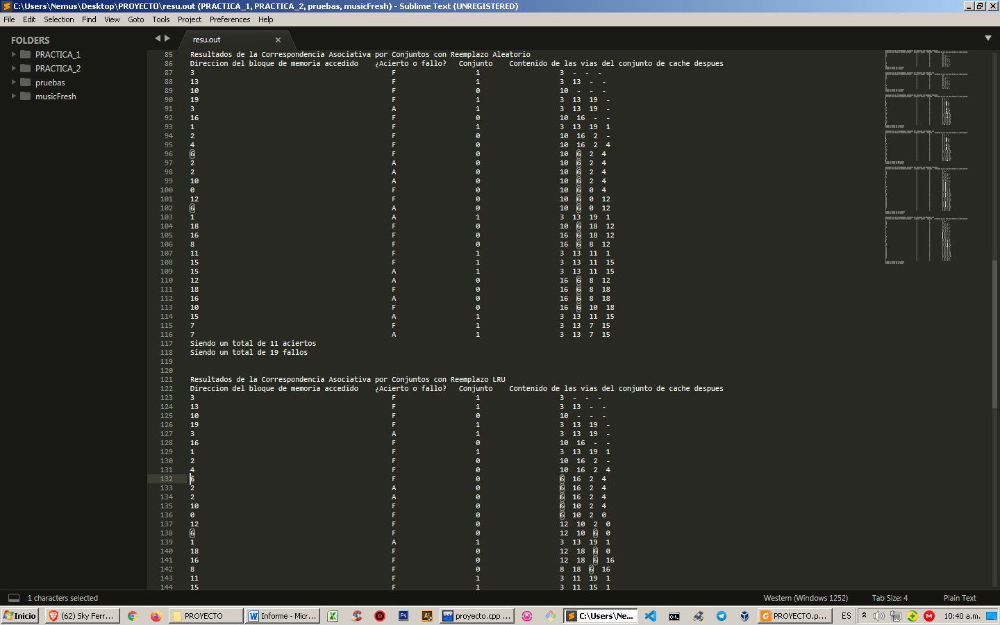 C:\Users\Nemus\Desktop\PROYECTO\resu.out (PRACTICA_1, PRACTICA_2, pruebas, musicFresh) - Sublime Text (UNREGISTERED)
File Edit Selection Find View Goto Tools Project Preferences Help
FOLDERS
PRACTICA_1
PRACTICA_2
pruebas
musicFresh
resu.out
85 Resultados de la Correspondencia Asociativa por Conjuntos con Reemplazo Aleatorio
86 Direccion del bloque de memoria accedido ¿Acierto o fallo? Conjunto Contenido de las vias del conjunto de cache despues
87 3 F 1 3 - - -
88 13 F 1 3 13 - -
89 10 F 0 10 - - -
90 19 F 1 3 13 19 -
91 3 A 1 3 13 19 -
92 16 F 0 10 16 - -
93 1 F 1 3 13 19 1
94 2 F 0 10 16 2 -
95 4 F 0 10 16 2 4
96 6 F 0 10 6 2 4
97 2 A 0 10 6 2 4
98 2 A 0 10 6 2 4
99 10 A 0 10 6 2 4
100 0 F 0 10 6 0 4
101 12 F 0 10 6 0 12
102 6 A 0 10 6 0 12
103 1 A 1 3 13 19 1
104 18 F 0 10 6 18 12
105 16 F 0 16 6 18 12
106 8 F 0 16 6 8 12
107 11 F 1 3 13 11 1
108 15 F 1 3 13 11 15
109 15 A 1 3 13 11 15
110 12 A 0 16 6 8 12
111 18 F 0 16 6 8 18
112 16 A 0 16 6 8 18
113 10 F 0 16 6 10 18
114 15 A 1 3 13 11 15
115 7 F 1 3 13 7 15
116 7 A 1 3 13 7 15
117 Siendo un total de 11 aciertos
118 Siendo un total de 19 fallos
119
120
121 Resultados de la Correspondencia Asociativa por Conjuntos con Reemplazo LRU
122 Direccion del bloque de memoria accedido ¿Acierto o fallo? Conjunto Contenido de las vias del conjunto de cache despues
123 3 F 1 3 - - -
124 13 F 1 3 13 - -
125 10 F 0 10 - - -
126 19 F 1 3 13 19 -
127 3 A 1 3 13 19 -
128 16 F 0 10 16 - -
129 1 F 1 3 13 19 1
130 2 F 0 10 16 2 -
131 4 F 0 10 16 2 4
132 6 F 0 6 16 2 4
133 2 A 0 6 16 2 4
134 2 A 0 6 16 2 4
135 10 F 0 6 10 2 4
136 0 F 0 6 10 2 0
137 12 F 0 12 10 2 0
138 6 F 0 12 10 6 0
139 1 A 1 3 13 19 1
140 18 F 0 12 18 6 0
141 16 F 0 12 18 6 16
142 8 F 0 8 18 6 16
143 11 F 1 3 11 19 1
144 15 F 1 3 11 15 1
1 characters selected
Western (Windows 1252) Tab Size: 4 Plain Text
Inicio (62) Sky Ferr... PROYECTO Informe - Micr... proyecto.cpp ... C:\Users\Ne... PROYECTO.p... ES 10:40 a.m.